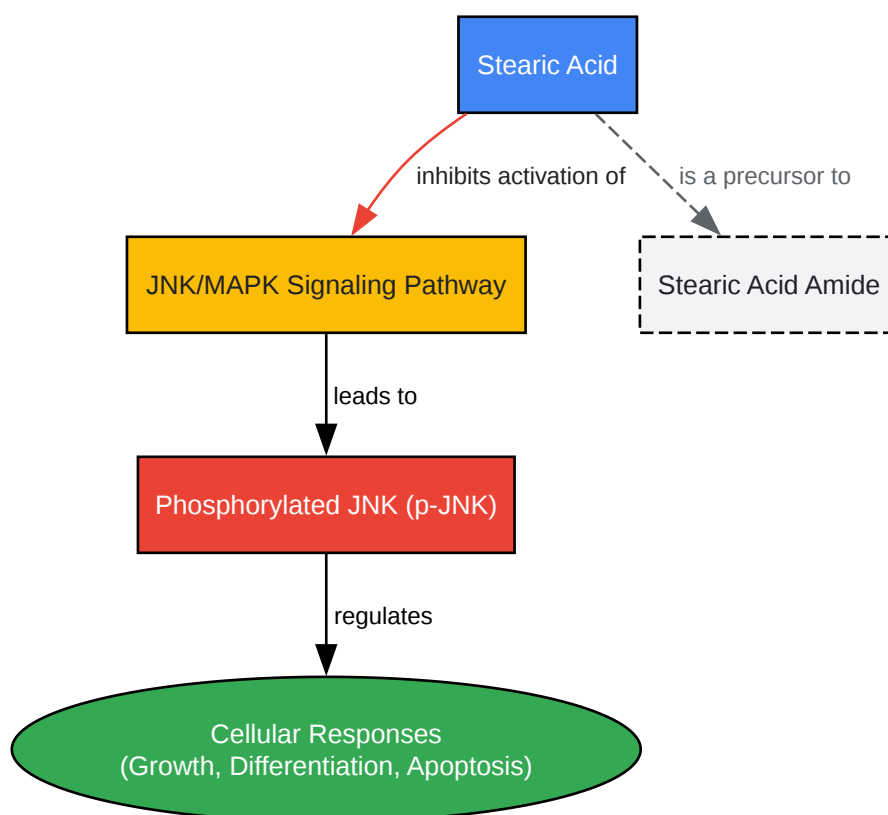 Stearic Acid
inhibits activation of
is a precursor to
JNK/MAPK Signaling Pathway
Stearic Acid Amide
leads to
Phosphorylated JNK (p-JNK)
regulates
Cellular Responses
(Growth, Differentiation, Apoptosis)